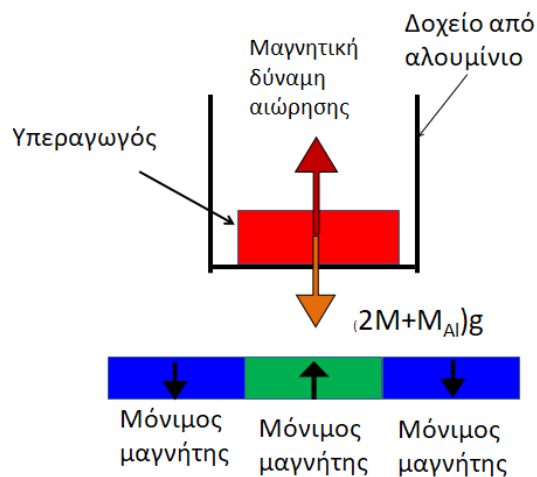 Δοχείο από
αλουμίνιο
Μαγνητική
δύναμη
αιώρησης
Υπεραγωγός
(2M+M_Al)g
Μόνιμος
μαγνήτης
Μόνιμος
μαγνήτης
Μόνιμος
μαγνήτης